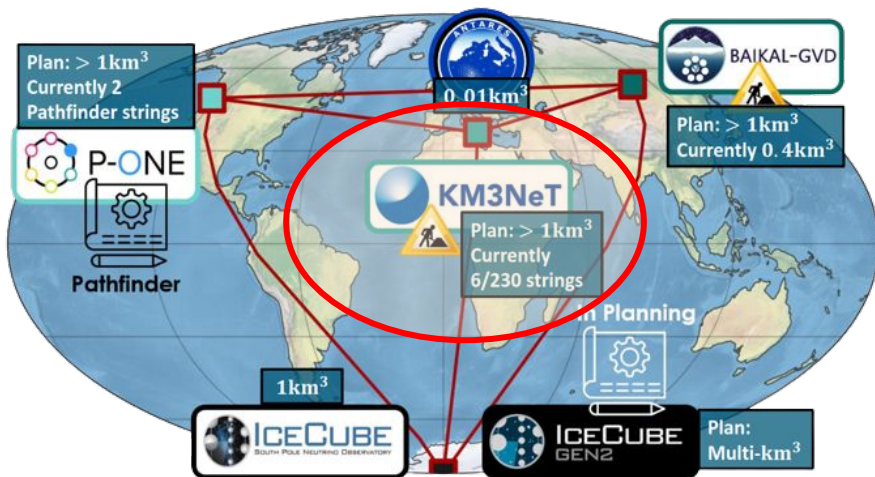 Plan: > 1km³
Currently 2
Pathfinder strings
P-ONE
Pathfinder
ANTARES
0.01km³
BAIKAL-GVD
Plan: > 1km³
Currently 0.4km³
KM3NeT
Plan: > 1km³
Currently
6/230 strings
In Planning
1km³
ICECUBE
SOUTH POLE NEUTRINO OBSERVATORY
ICECUBE
GEN2
Plan:
Multi-km³